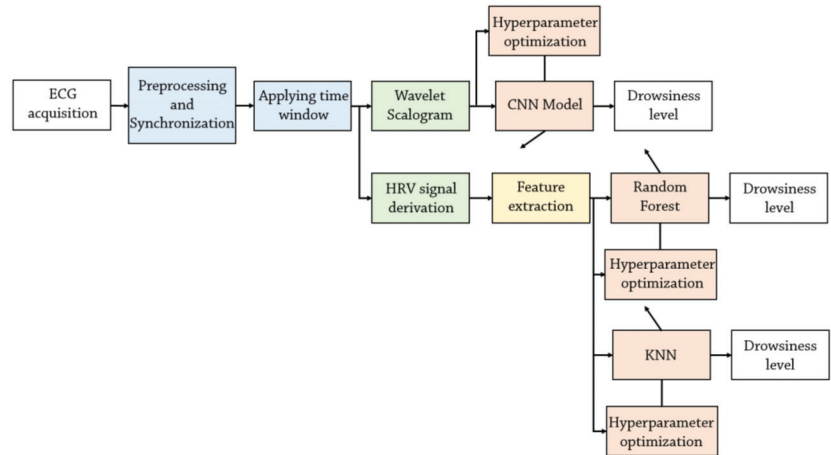 Hyperparameter
optimization
ECG
acquisition
Preprocessing
and
Synchronization
Applying time
window
Wavelet
Scalogram
CNN Model
Drowsiness
level
HRV signal
derivation
Feature
extraction
Random
Forest
Drowsiness
level
Hyperparameter
optimization
KNN
Drowsiness
level
Hyperparameter
optimization